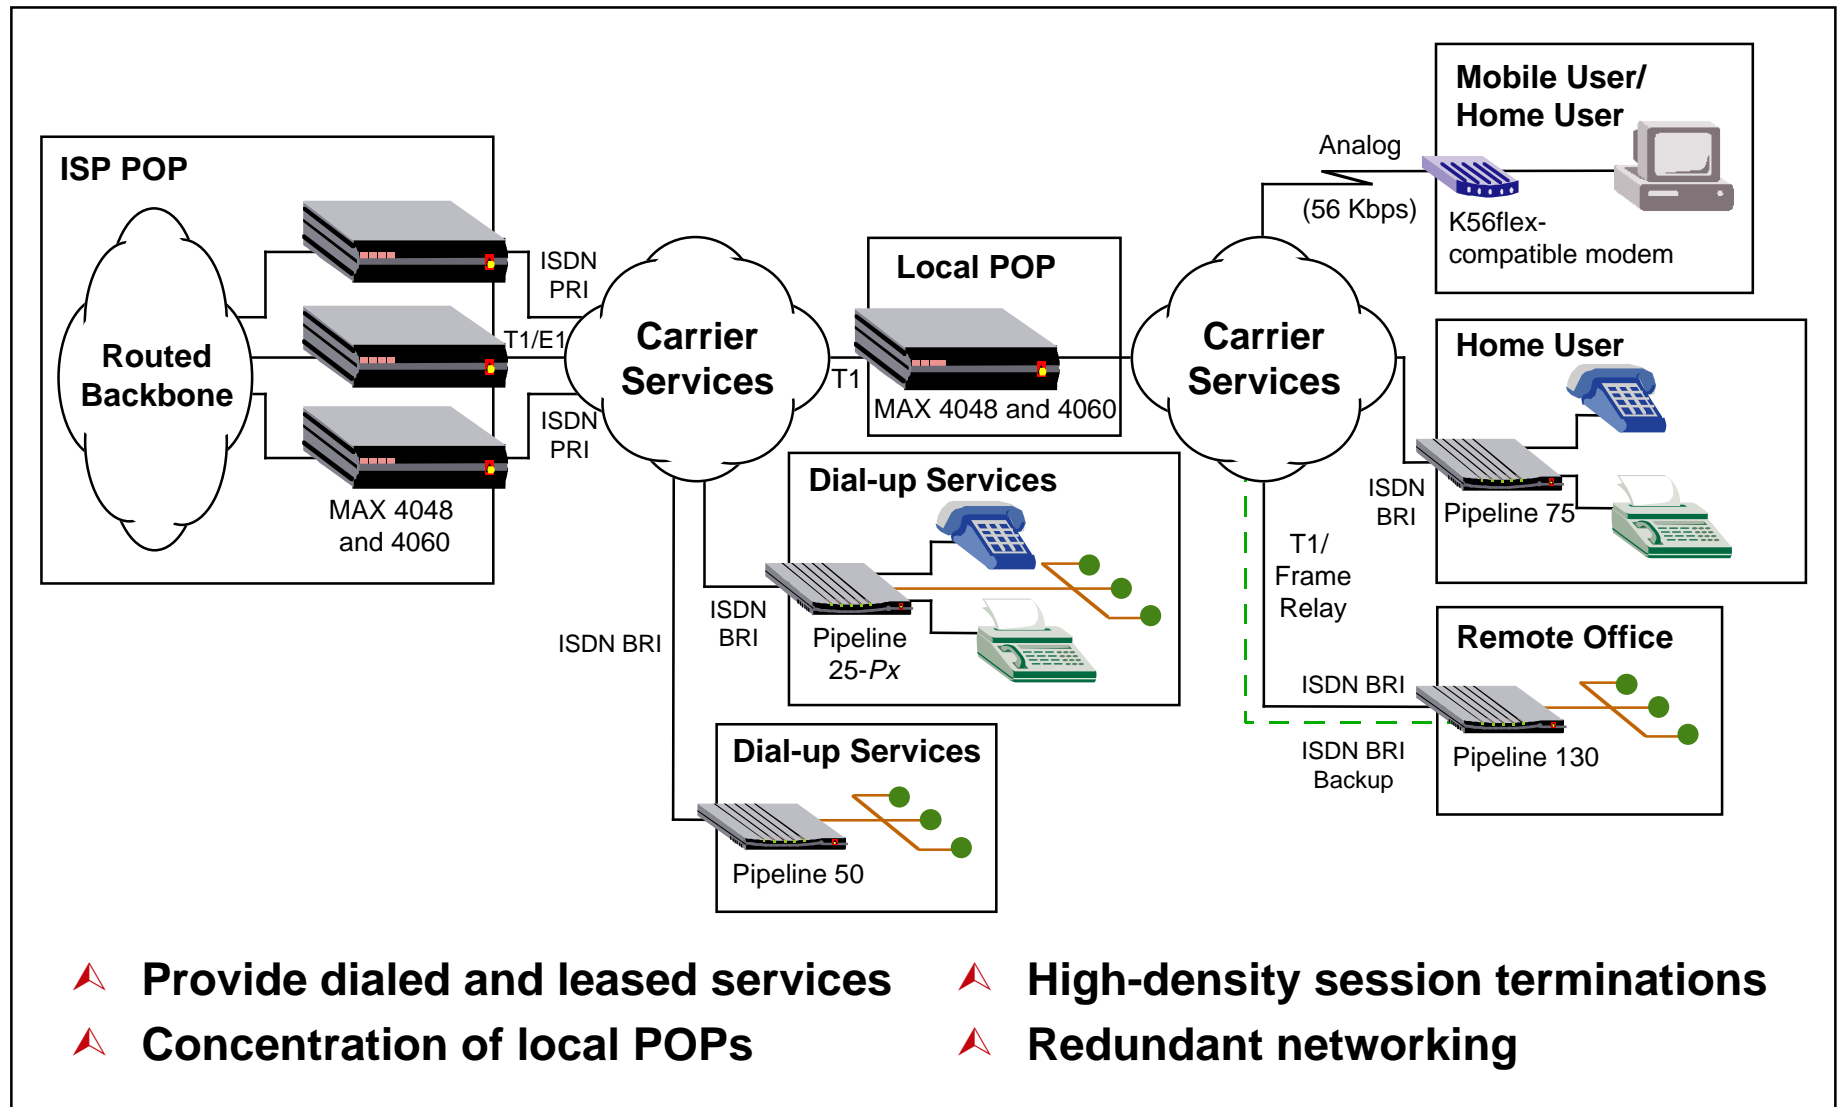 ISP POP
Routed
Backbone
MAX 4048
and 4060
ISDN
PRI
T1/E1
ISDN
PRI
Carrier
Services
T1
Local POP
MAX 4048 and 4060
Carrier
Services
Analog
(56 Kbps)
Mobile User/
Home User
K56flex-
compatible modem
Home User
ISDN
BRI
Pipeline 75
Dial-up Services
ISDN
BRI
Pipeline
25-Px
ISDN BRI
Dial-up Services
Pipeline 50
T1/
Frame
Relay
ISDN BRI
ISDN BRI
Backup
Remote Office
Pipeline 130
Provide dialed and leased services
Concentration of local POPs
High-density session terminations
Redundant networking